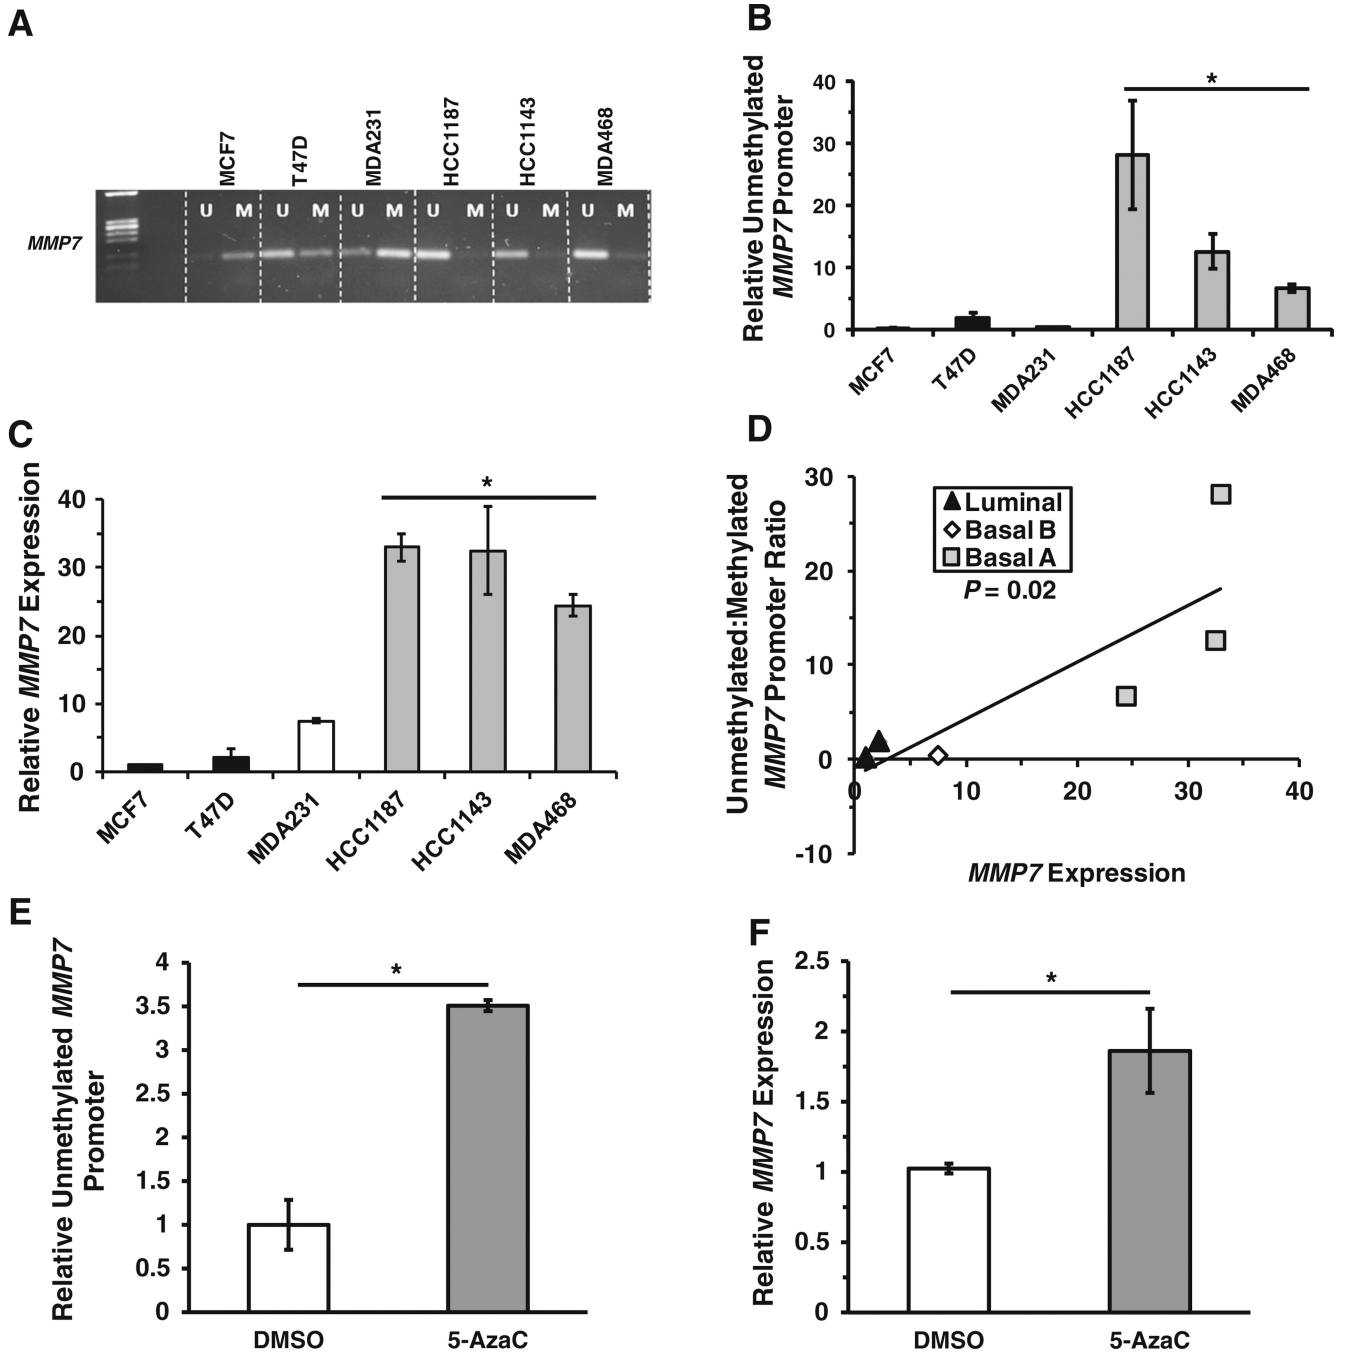 A
MCF7
T47D
MDA231
HCC1187
HCC1143
MDA468
U M U M U M U M U M U M
MMP7
B
Relative Unmethylated
MMP7 Promoter
40
30
20
10
0
*
MCF7
T47D
MDA231
HCC1187
HCC1143
MDA468
C
Relative MMP7 Expression
40
30
20
10
0
*
MCF7
T47D
MDA231
HCC1187
HCC1143
MDA468
D
Unmethylated:Methylated
MMP7 Promoter Ratio
30
20
10
0
-10
Luminal
Basal B
Basal A
P = 0.02
0 10 20 30 40
MMP7 Expression
E
Relative Unmethylated MMP7
Promoter
4
3.5
3
2.5
2
1.5
1
0.5
0
*
DMSO 5-AzaC
F
Relative MMP7 Expression
2.5
2
1.5
1
0.5
0
*
DMSO 5-AzaC